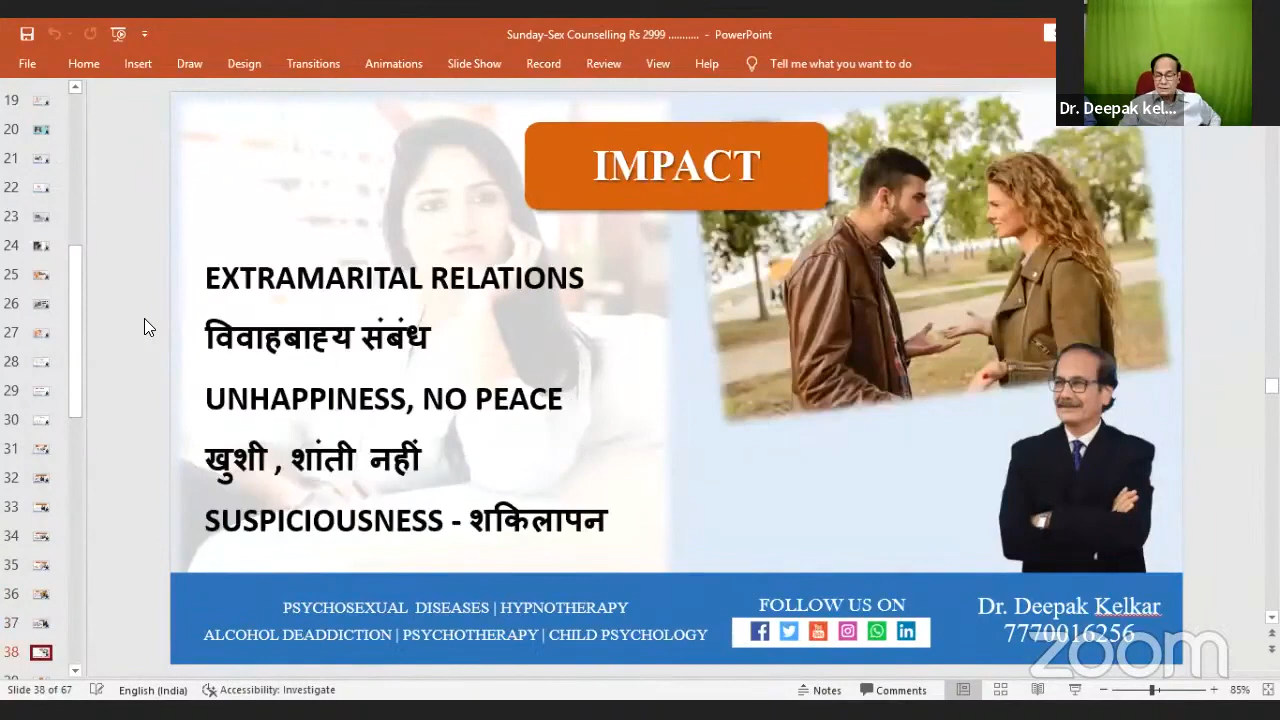 Sunday-Sex Counselling Rs 2999 ........... - PowerPoint
File Home Insert Draw Design Transitions Animations Slide Show Record Review View Help Tell me what you want to do
Dr. Deepak kel...
19
20
21
22
23
24
25
26
27
28
29
30
31
32
33
34
35
36
37
38
IMPACT
EXTRAMARITAL RELATIONS
विवाहबाह्य संबंध
UNHAPPINESS, NO PEACE
खुशी , शांती नहीं
SUSPICIOUSNESS - शकिलापन
PSYCHOSEXUAL DISEASES | HYPNOTHERAPY
ALCOHOL DEADDICTION | PSYCHOTHERAPY | CHILD PSYCHOLOGY
FOLLOW US ON
Dr. Deepak Kelkar
7770016256
zoom
Slide 38 of 67 English (India) Accessibility: Investigate Notes Comments 85%